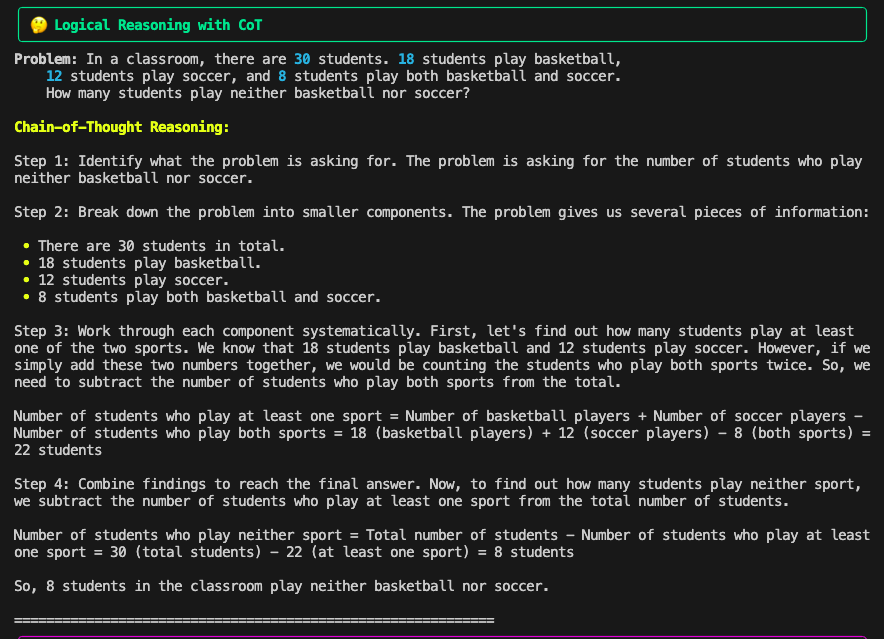 🤔 Logical Reasoning with CoT
Problem: In a classroom, there are 30 students. 18 students play basketball,
12 students play soccer, and 8 students play both basketball and soccer.
How many students play neither basketball nor soccer?
Chain-of-Thought Reasoning:
Step 1: Identify what the problem is asking for. The problem is asking for the number of students who play
neither basketball nor soccer.
Step 2: Break down the problem into smaller components. The problem gives us several pieces of information:
• There are 30 students in total.
• 18 students play basketball.
• 12 students play soccer.
• 8 students play both basketball and soccer.
Step 3: Work through each component systematically. First, let's find out how many students play at least
one of the two sports. We know that 18 students play basketball and 12 students play soccer. However, if we
simply add these two numbers together, we would be counting the students who play both sports twice. So, we
need to subtract the number of students who play both sports from the total.
Number of students who play at least one sport = Number of basketball players + Number of soccer players −
Number of students who play both sports = 18 (basketball players) + 12 (soccer players) − 8 (both sports) =
22 students
Step 4: Combine findings to reach the final answer. Now, to find out how many students play neither sport,
we subtract the number of students who play at least one sport from the total number of students.
Number of students who play neither sport = Total number of students − Number of students who play at least
one sport = 30 (total students) − 22 (at least one sport) = 8 students
So, 8 students in the classroom play neither basketball nor soccer.
============================================================